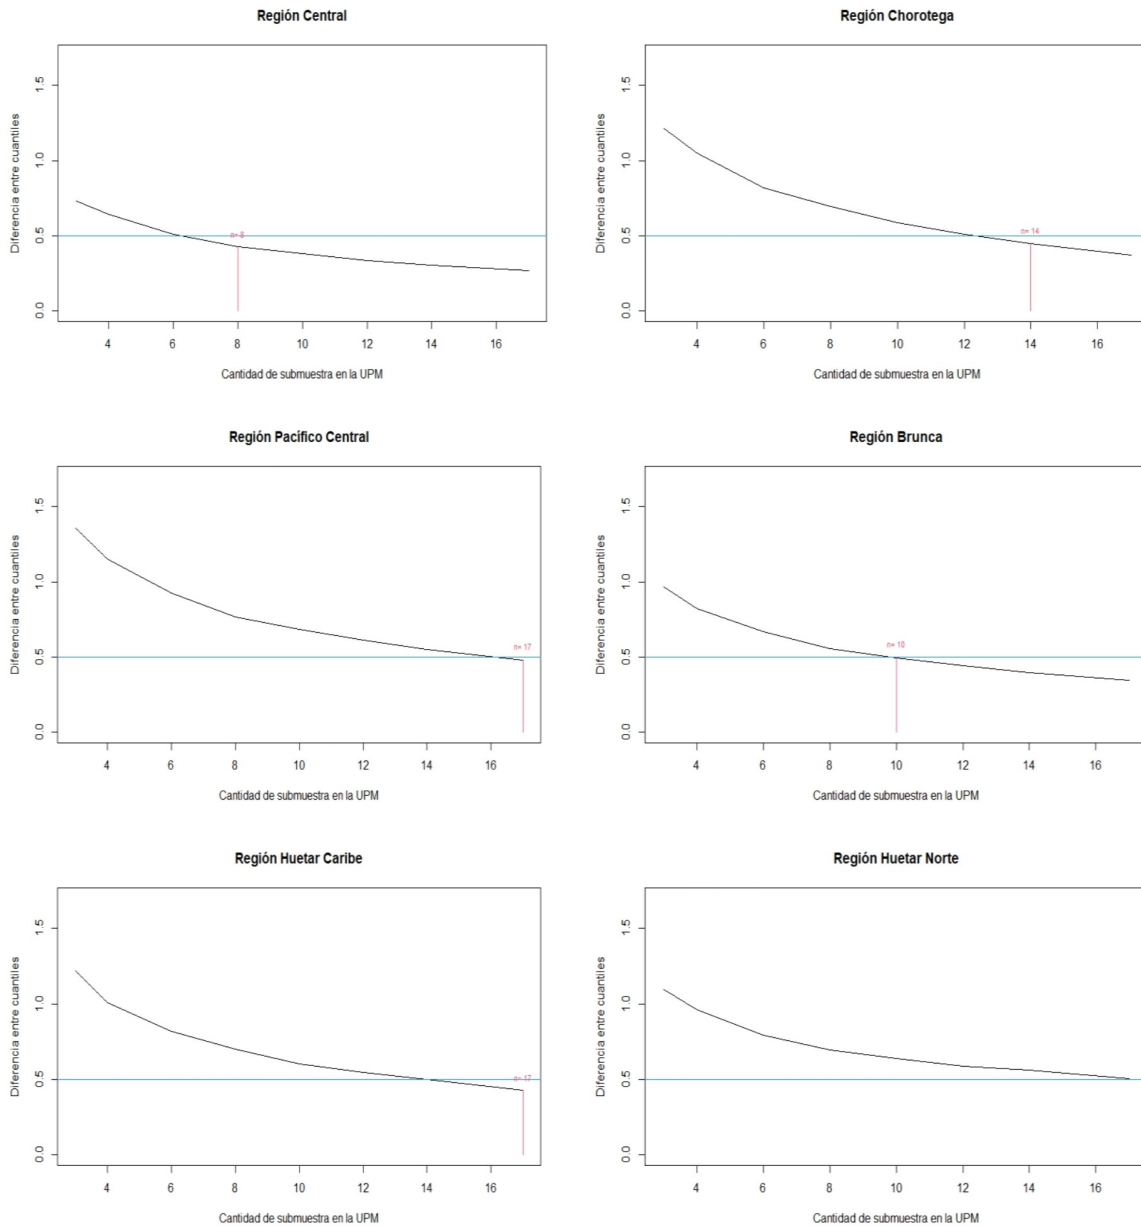 Región Central
Diferencia entre cuantiles
1.5
1.0
0.5
0.0
n= 8
4 6 8 10 12 14 16
Cantidad de submuestra en la UPM
Región Chorotega
Diferencia entre cuantiles
1.5
1.0
0.5
0.0
n= 14
4 6 8 10 12 14 16
Cantidad de submuestra en la UPM
Región Pacífico Central
Diferencia entre cuantiles
1.5
1.0
0.5
0.0
n= 17
4 6 8 10 12 14 16
Cantidad de submuestra en la UPM
Región Brunca
Diferencia entre cuantiles
1.5
1.0
0.5
0.0
n= 10
4 6 8 10 12 14 16
Cantidad de submuestra en la UPM
Región Huetar Caribe
Diferencia entre cuantiles
1.5
1.0
0.5
0.0
n= 17
4 6 8 10 12 14 16
Cantidad de submuestra en la UPM
Región Huetar Norte
Diferencia entre cuantiles
1.5
1.0
0.5
0.0
4 6 8 10 12 14 16
Cantidad de submuestra en la UPM